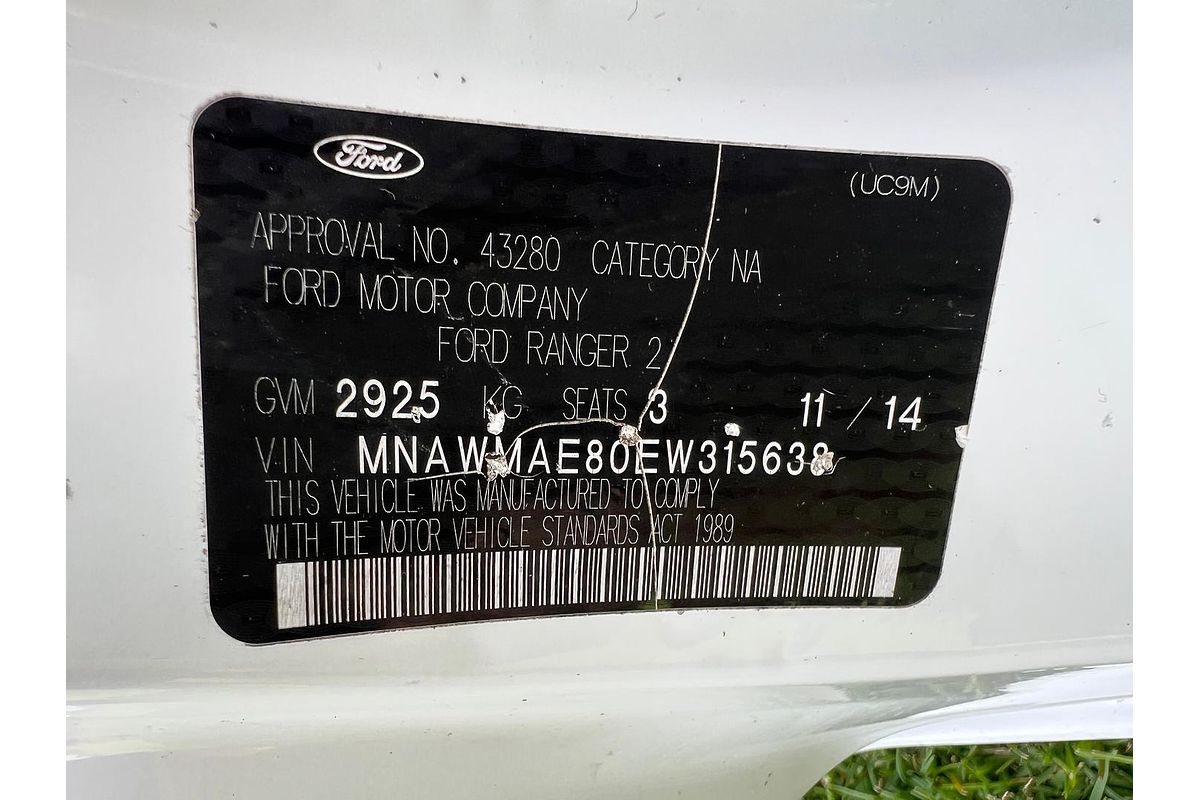 Ford
(UC9M)
APPROVAL NO. 43280 CATEGORY NA
FORD MOTOR COMPANY
FORD RANGER 2
GVM 2925 KG SEATS 3 11 / 14
VIN MNAWMAE80EW315638
THIS VEHICLE WAS MANUFACTURED TO COMPLY
WITH THE MOTOR VEHICLE STANDARDS ACT 1989